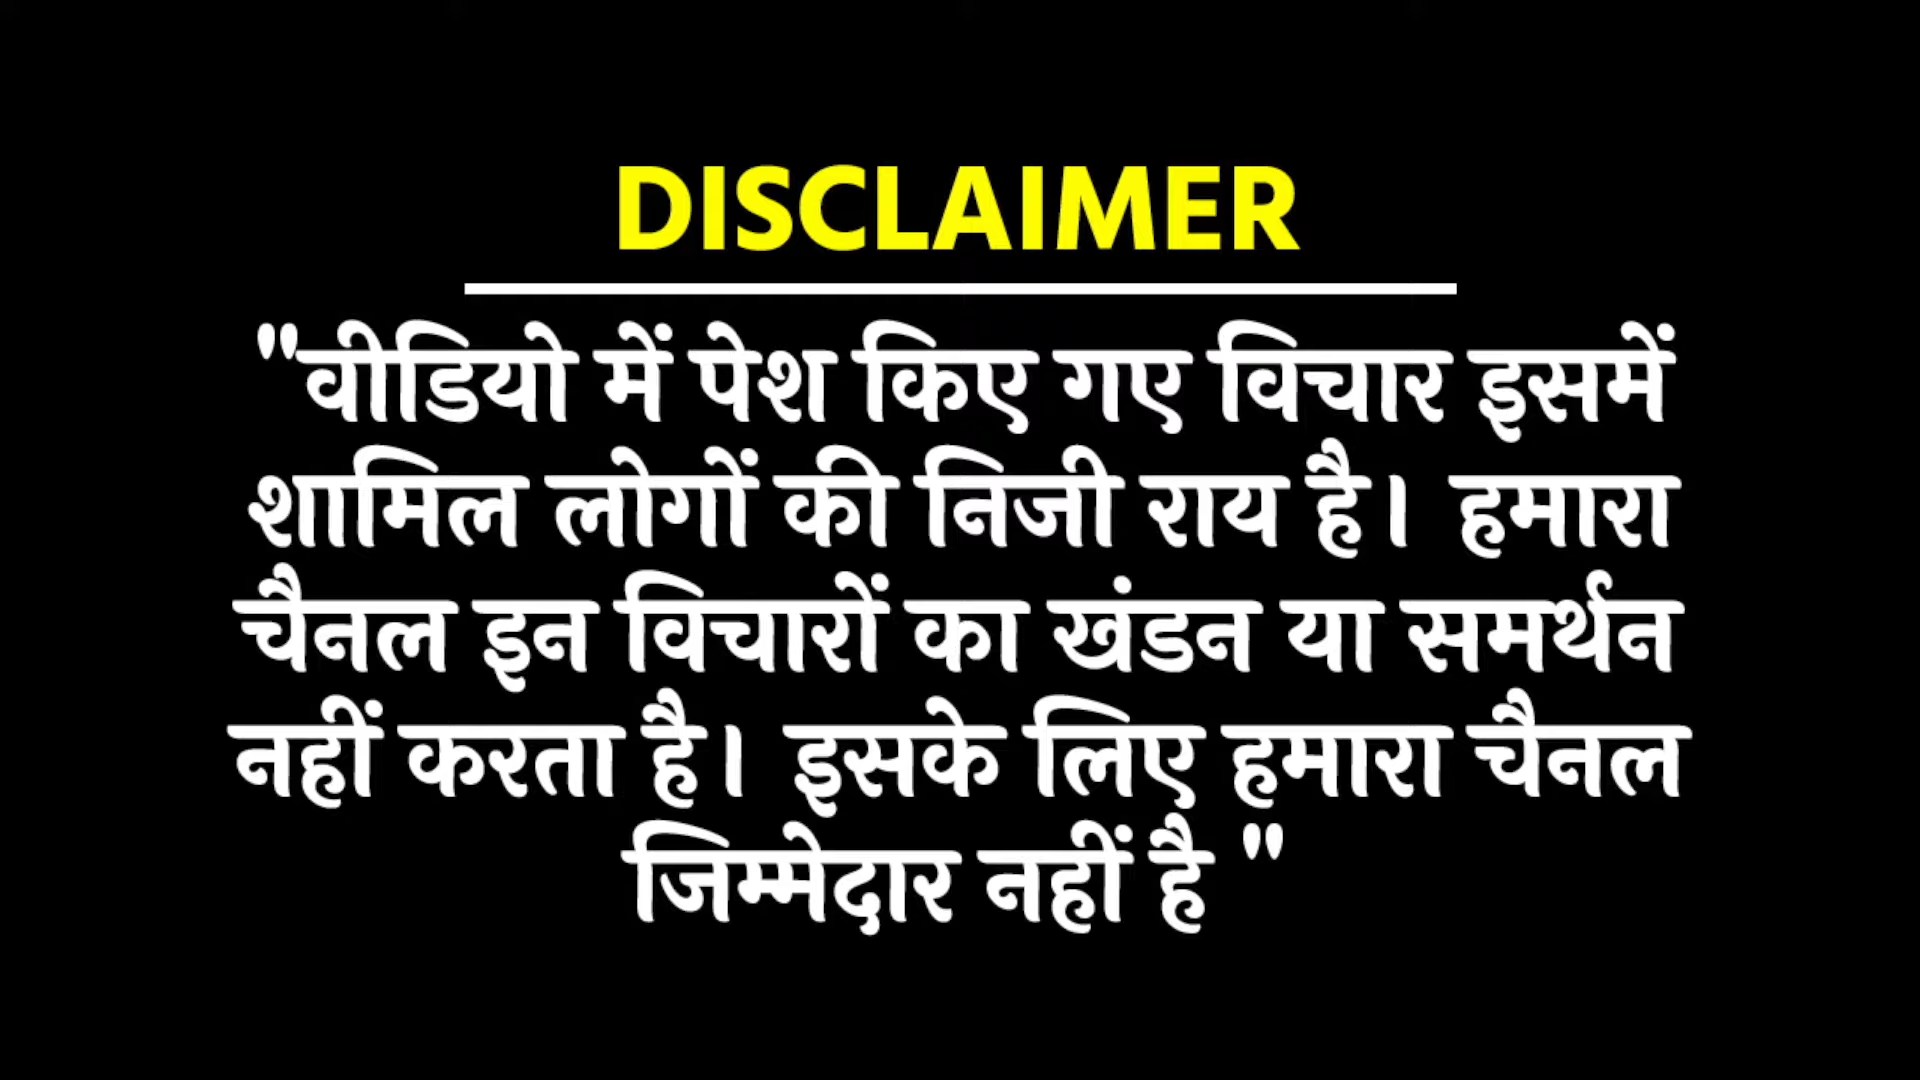 DISCLAIMER
"वीडियो में पेश किए गए विचार इसमें
शामिल लोगों की निजी राय है। हमारा
चैनल इन विचारों का खंडन या समर्थन
नहीं करता है। इसके लिए हमारा चैनल
जिम्मेदार नहीं है "